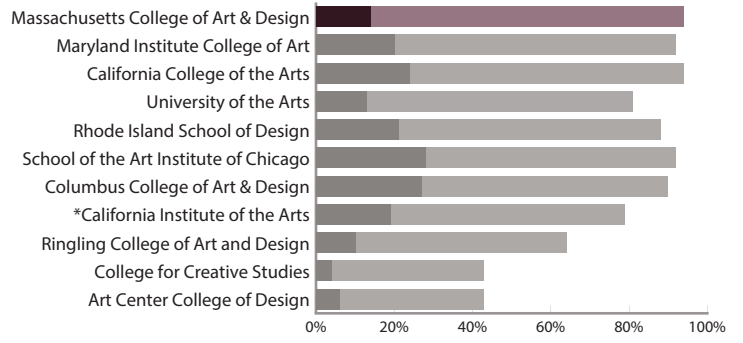 Massachusetts College of Art & Design
Maryland Institute College of Art
California College of the Arts
University of the Arts
Rhode Island School of Design
School of the Art Institute of Chicago
Columbus College of Art & Design
*California Institute of the Arts
Ringling College of Art and Design
College for Creative Studies
Art Center College of Design
0% 20% 40% 60% 80% 100%